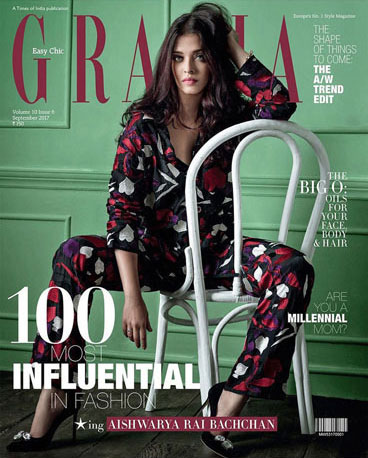 A Times of India publication
Europe's No. 1 Style Magazine
GRAZIA
Easy Chic
Volume 10 Issue 6
September 2017
₹150
THE
SHAPE
OF THINGS
TO COME:
THE
A/W
TREND
EDIT
THE
BIG O:
OILS
FOR
YOUR
FACE,
BODY
& HAIR
ARE
YOU A
MILLENNIAL
MOM?
100
MOST
INFLUENTIAL
IN FASHION
★ing AISHWARYA RAI BACHCHAN